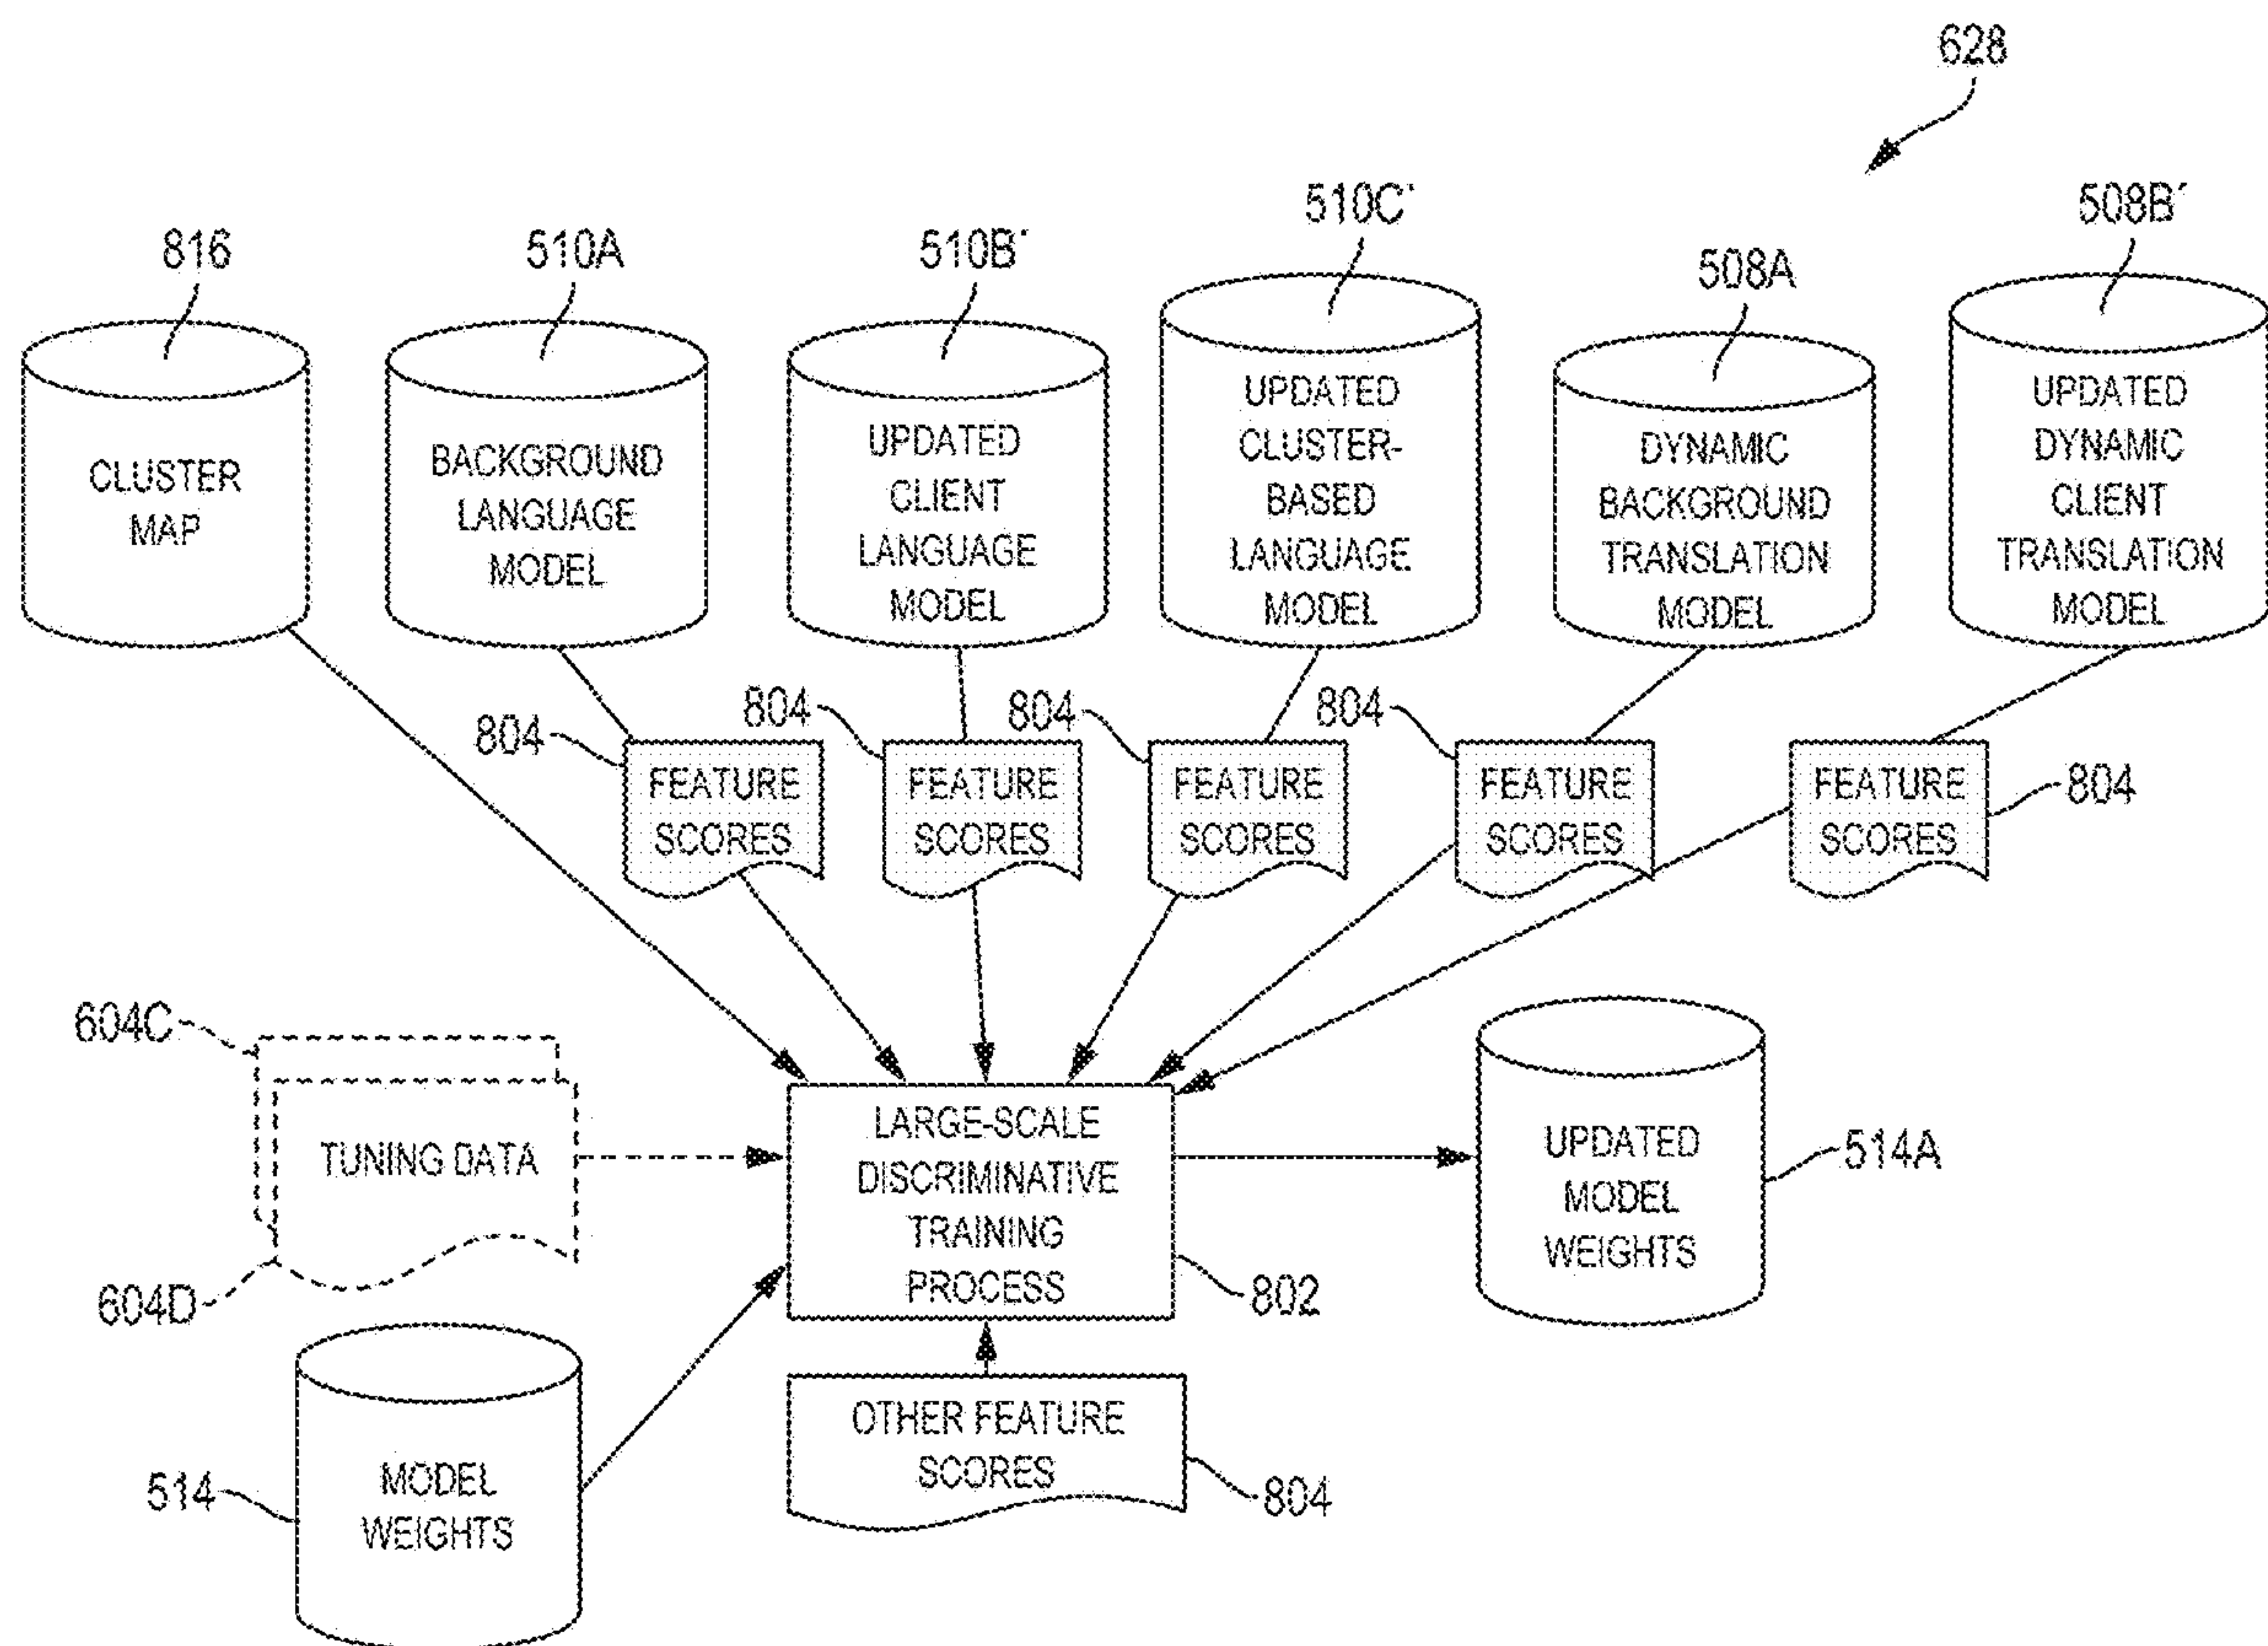 628
816
510A
510B'
510C'
508A
508B'
CLUSTER
MAP
BACKGROUND
LANGUAGE
MODEL
UPDATED
CLIENT
LANGUAGE
MODEL
UPDATED
CLUSTER-
BASED
LANGUAGE
MODEL
DYNAMIC
BACKGROUND
TRANSLATION
MODEL
UPDATED
DYNAMIC
CLIENT
TRANSLATION
MODEL
804
FEATURE
SCORES
804
FEATURE
SCORES
804
FEATURE
SCORES
804
FEATURE
SCORES
FEATURE
SCORES
804
604C
TUNING DATA
604D
LARGE-SCALE
DISCRIMINATIVE
TRAINING
PROCESS
802
UPDATED
MODEL
WEIGHTS
514A
514
MODEL
WEIGHTS
OTHER FEATURE
SCORES
804